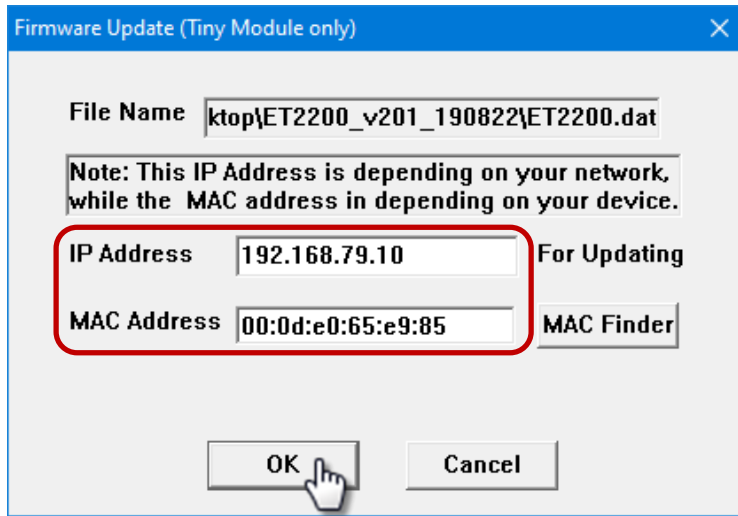 Firmware Update (Tiny Module only)
File Name ktop\ET2200_v201_190822\ET2200.dat
Note: This IP Address is depending on your network,
while the MAC address in depending on your device.
IP Address 192.168.79.10 For Updating
MAC Address 00:0d:e0:65:e9:85 MAC Finder
OK Cancel